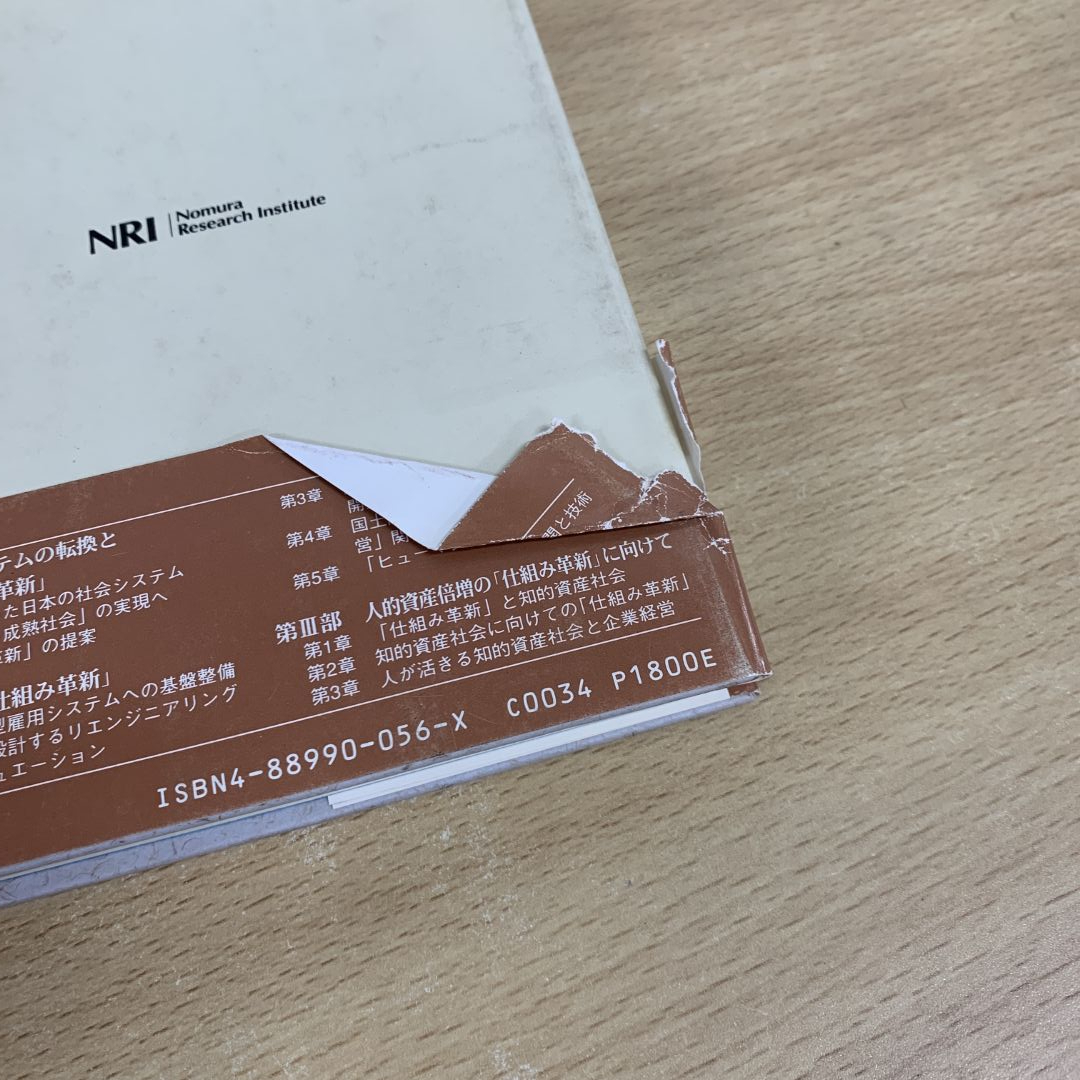 NRI
Nomura
Research Institute
テムの転換と
革新」
た日本の社会システム
成熟社会」の実現へ
革新」の提案
仕組み革新」
型雇用システムへの基盤整備
設計するリエンジニアリング
ュエーション
第3章
開
第4章
国土
営」関
第5章
「ヒュー
間と技術
第Ⅲ部 人的資産倍増の「仕組み革新」に向けて
第1章 「仕組み革新」と知的資産社会
第2章 知的資産社会に向けての「仕組み革新」
第3章 人が活きる知的資産社会と企業経営
ISBN4-88990-056-X C0034 P1800E